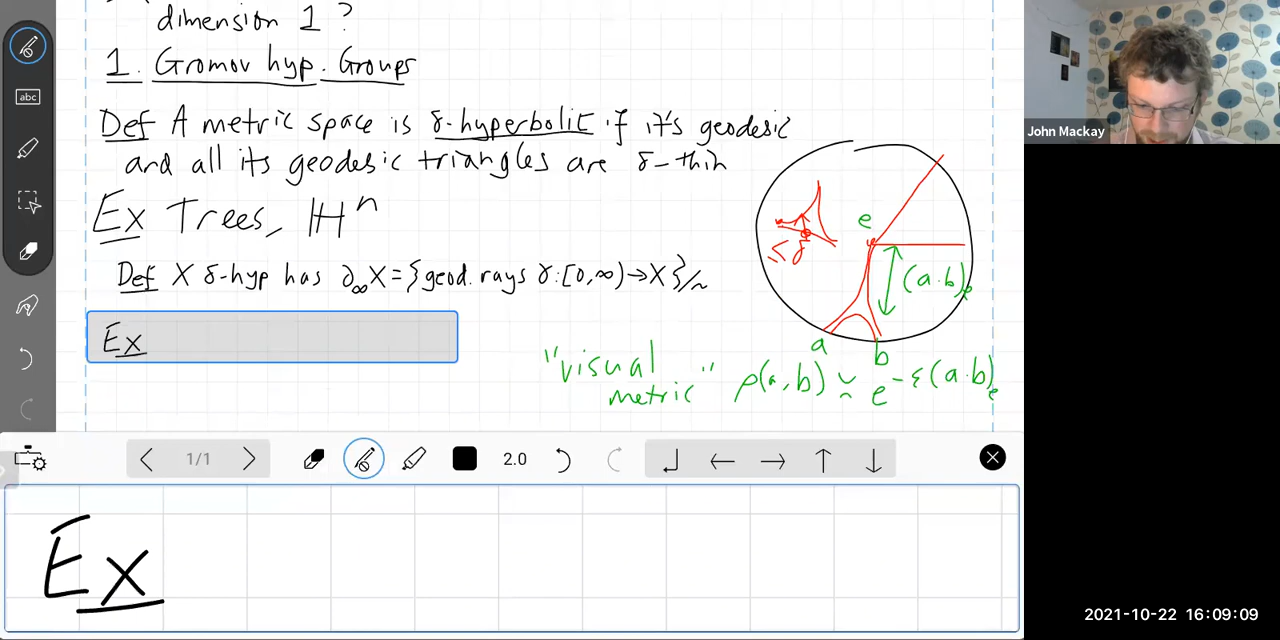 dimension 1?
1. Gromov hyp. Groups
Def A metric space is δ-hyperbolic if it's geodesic
and all its geodesic triangles are δ-thin
Ex Trees, ℍⁿ
Def X δ-hyp has ∂∞X = {geod. rays γ:[0,∞)→X}/~
Ex
≤ δ
e
(a·b)ₑ
a
b
"visual
metric" ρ(a,b) ≍ e^-ε(a·b)ₑ
abc
1/1
2.0
Ex
John Mackay
2021-10-22 16:09:09